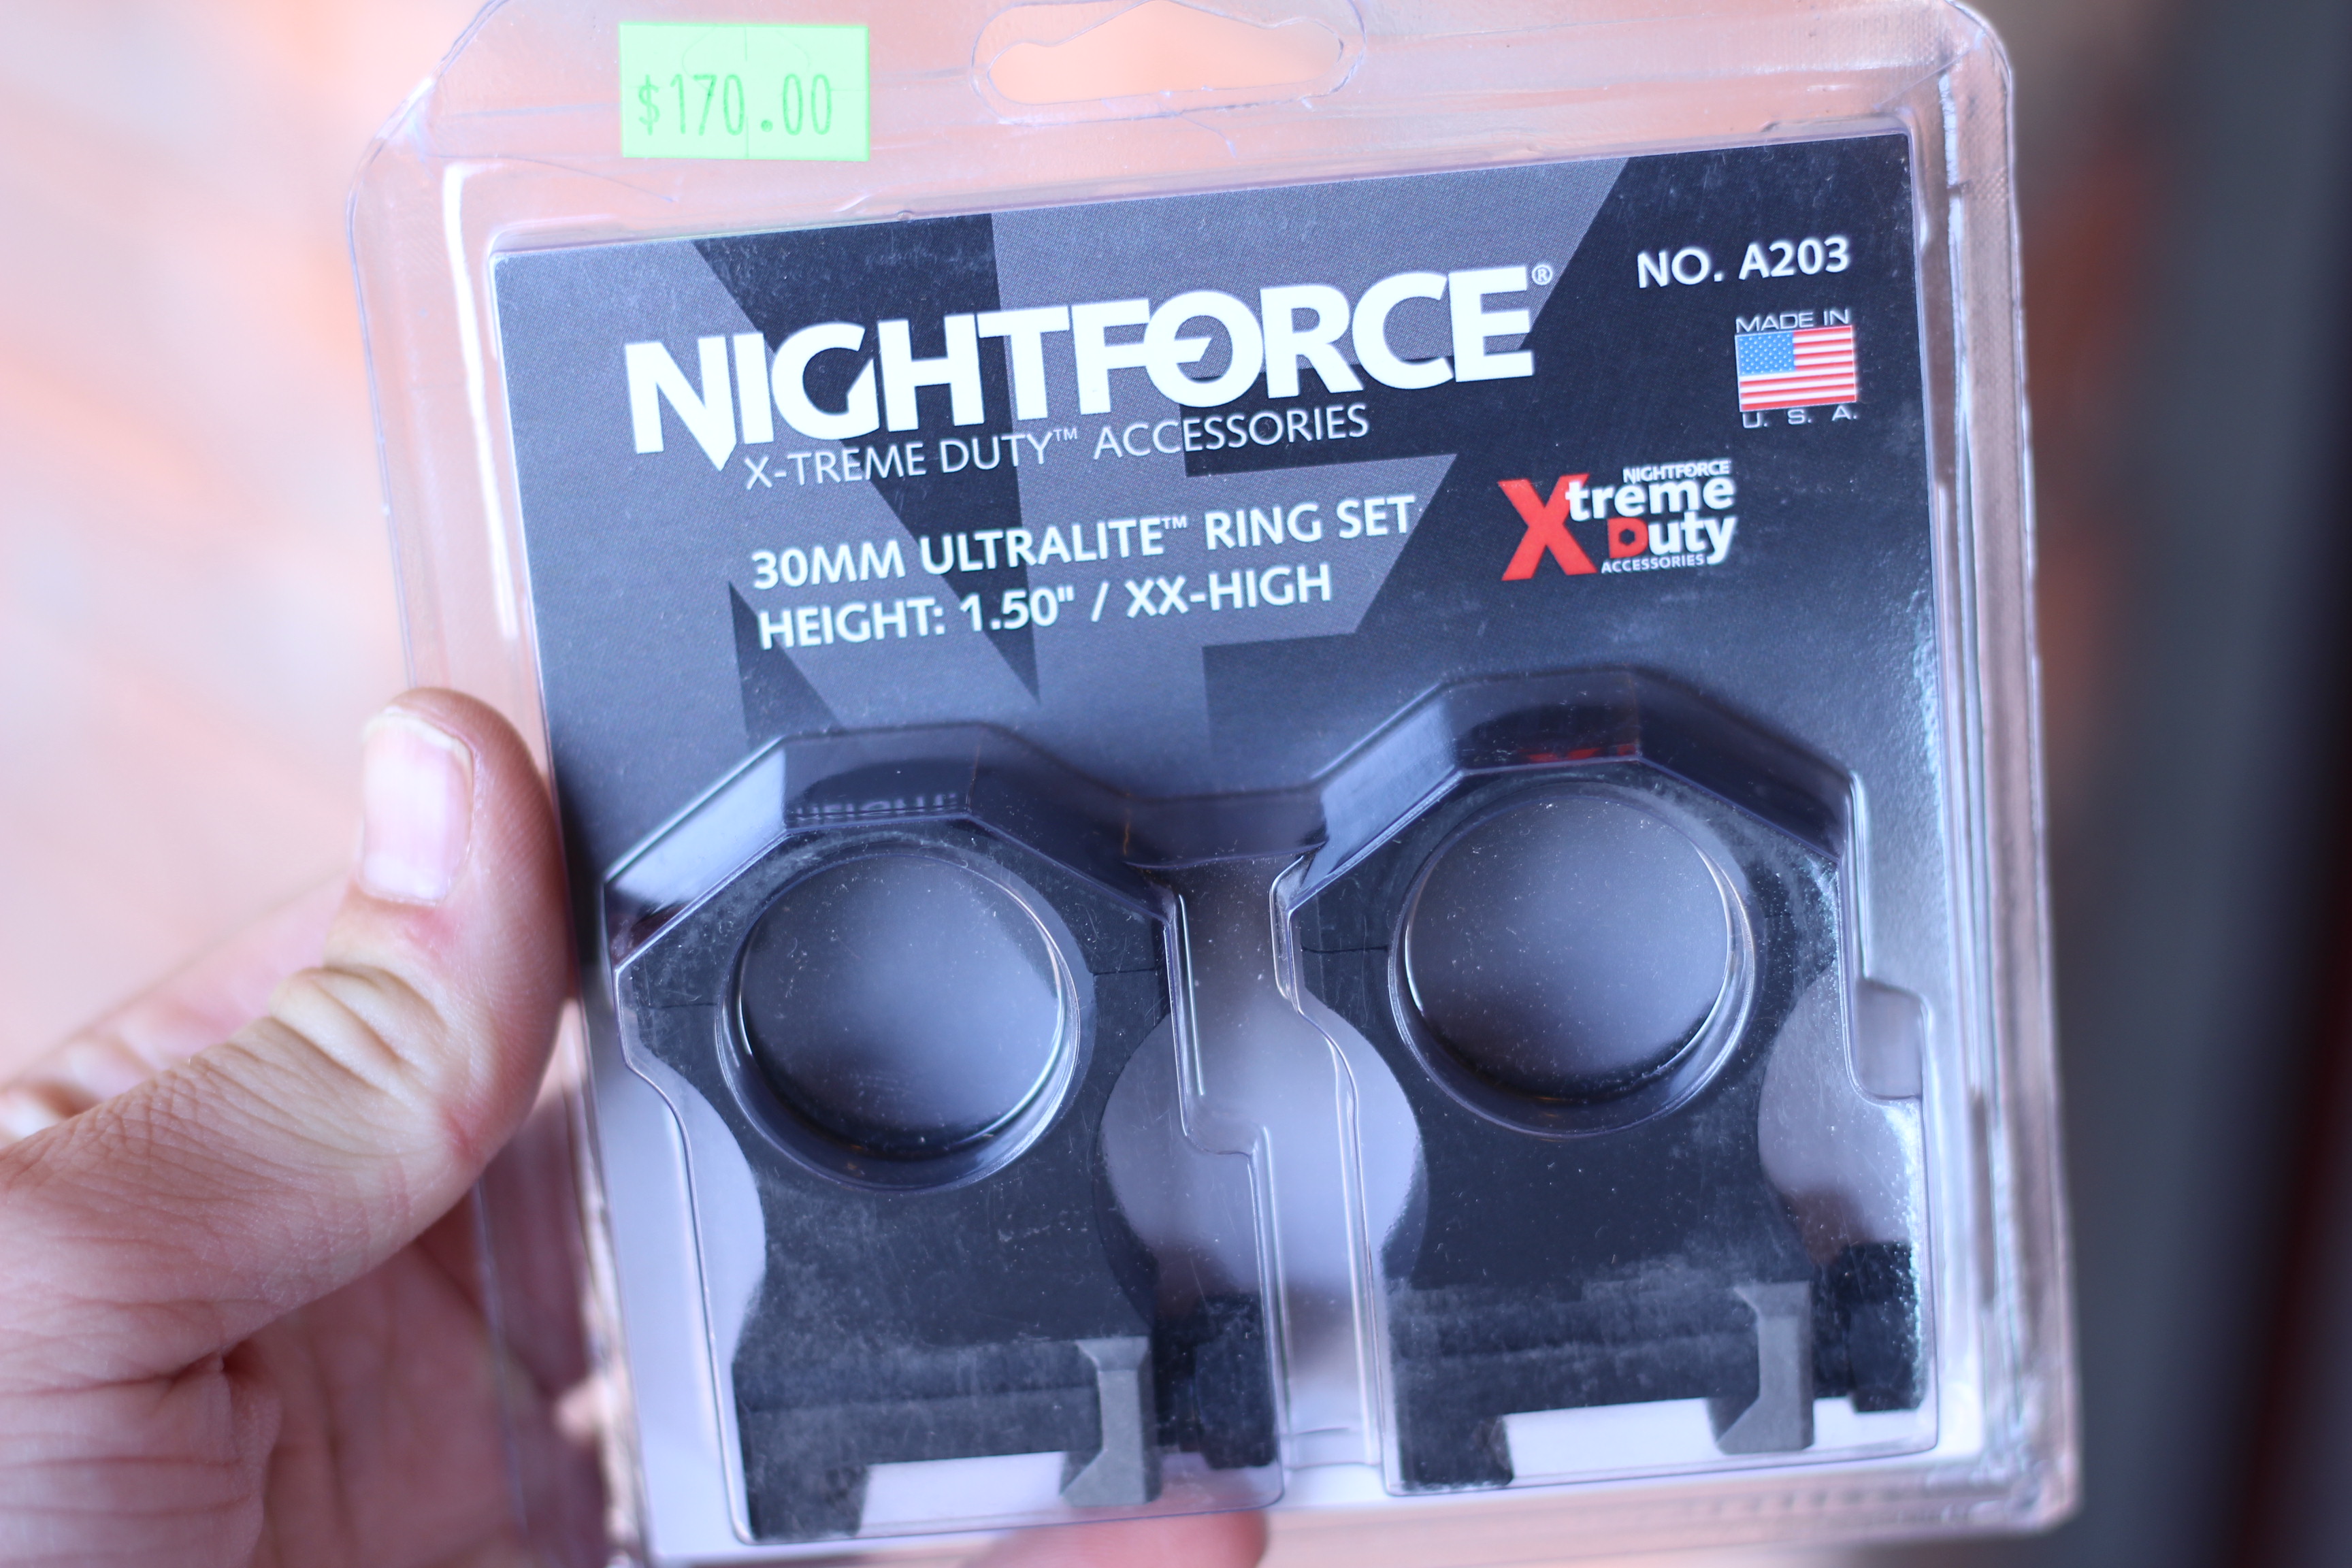 $170.00
NIGHTFORCE®
NO. A203
X-TREME DUTY™ ACCESSORIES
MADE IN
U. S. A.
30MM ULTRALITE™ RING SET
HEIGHT: 1.50" / XX-HIGH
NIGHTFORCE
Xtreme
Duty
ACCESSORIES